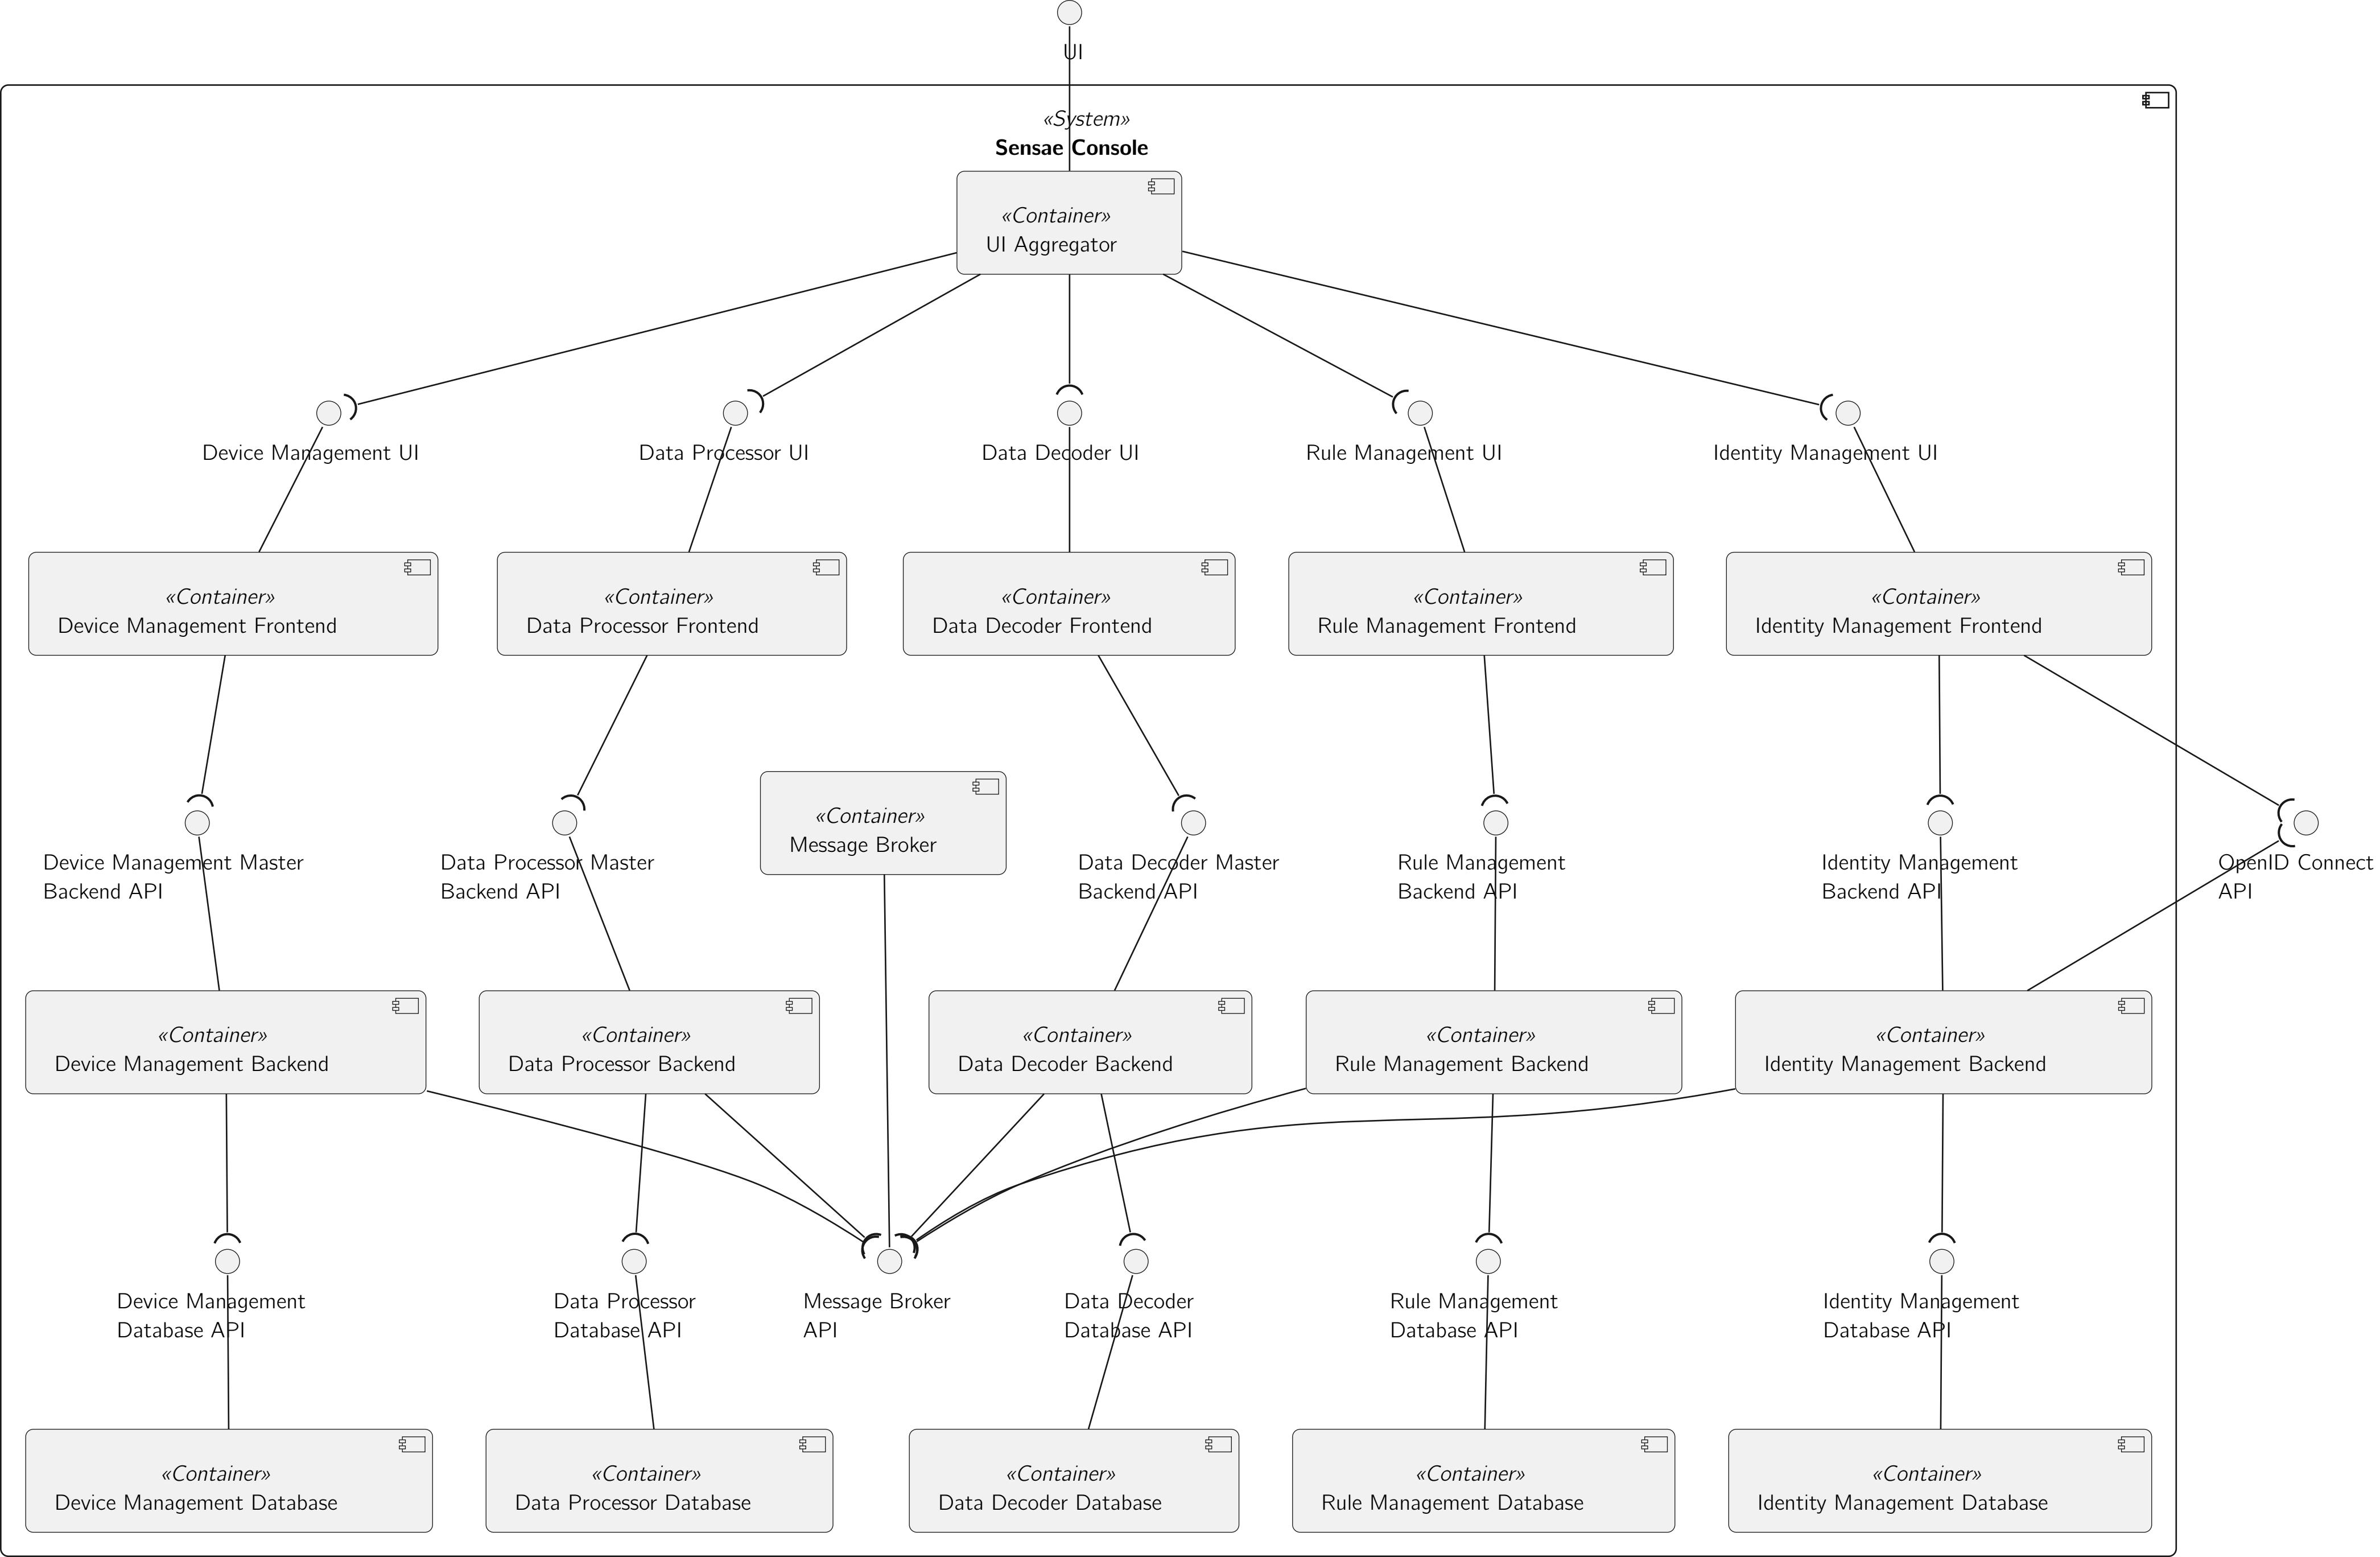 UI
«System»
Sensae Console
«Container»
UI Aggregator
Device Management UI
Data Processor UI
Data Decoder UI
Rule Management UI
Identity Management UI
«Container»
Device Management Frontend
«Container»
Data Processor Frontend
«Container»
Data Decoder Frontend
«Container»
Rule Management Frontend
«Container»
Identity Management Frontend
«Container»
Message Broker
Device Management Master
Backend API
Data Processor Master
Backend API
Data Decoder Master
Backend API
Rule Management
Backend API
Identity Management
Backend API
OpenID Connect
API
«Container»
Device Management Backend
«Container»
Data Processor Backend
«Container»
Data Decoder Backend
«Container»
Rule Management Backend
«Container»
Identity Management Backend
Device Management
Database API
Data Processor
Database API
Message Broker
API
Data Decoder
Database API
Rule Management
Database API
Identity Management
Database API
«Container»
Device Management Database
«Container»
Data Processor Database
«Container»
Data Decoder Database
«Container»
Rule Management Database
«Container»
Identity Management Database